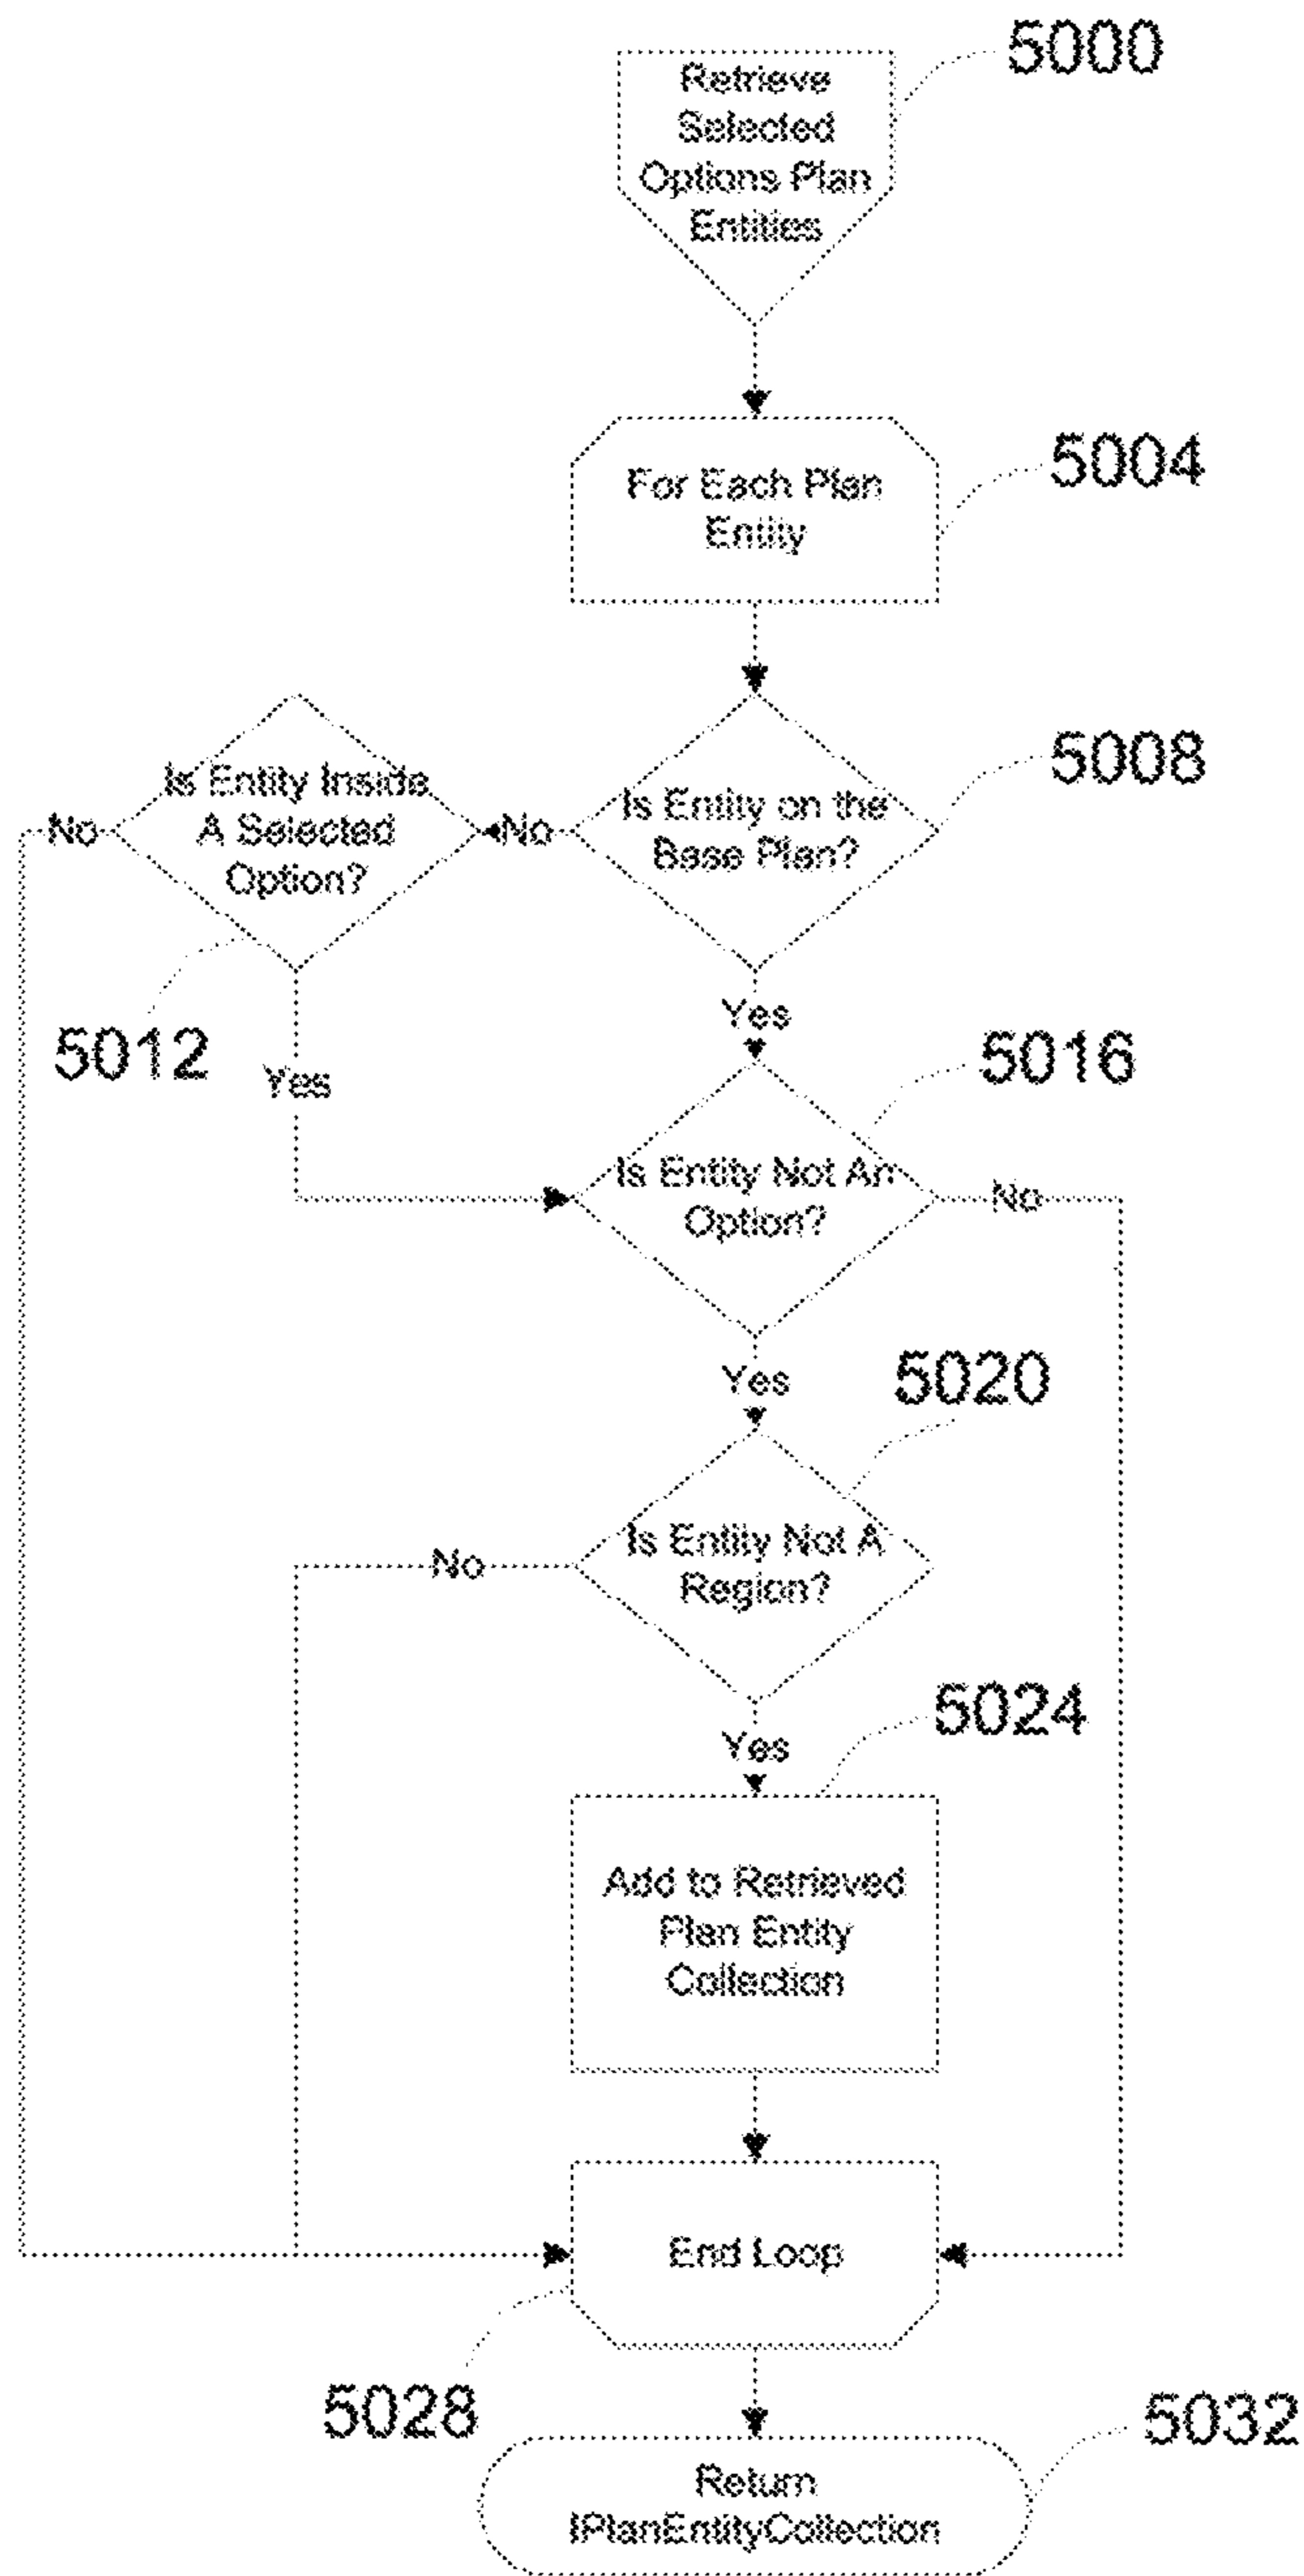 5000
Retrieve
Selected
Options Plan
Entities
5004
For Each Plan
Entity
5008
Is Entity on the
Base Plan?
No
Is Entity Inside
A Selected
Option?
No
5012
Yes
Yes
5016
Is Entity Not An
Option?
No
Yes
5020
Is Entity Not A
Region?
No
Yes
5024
Add to Retrieved
Plan Entity
Collection
End Loop
5028
5032
Return
IPlanEntityCollection